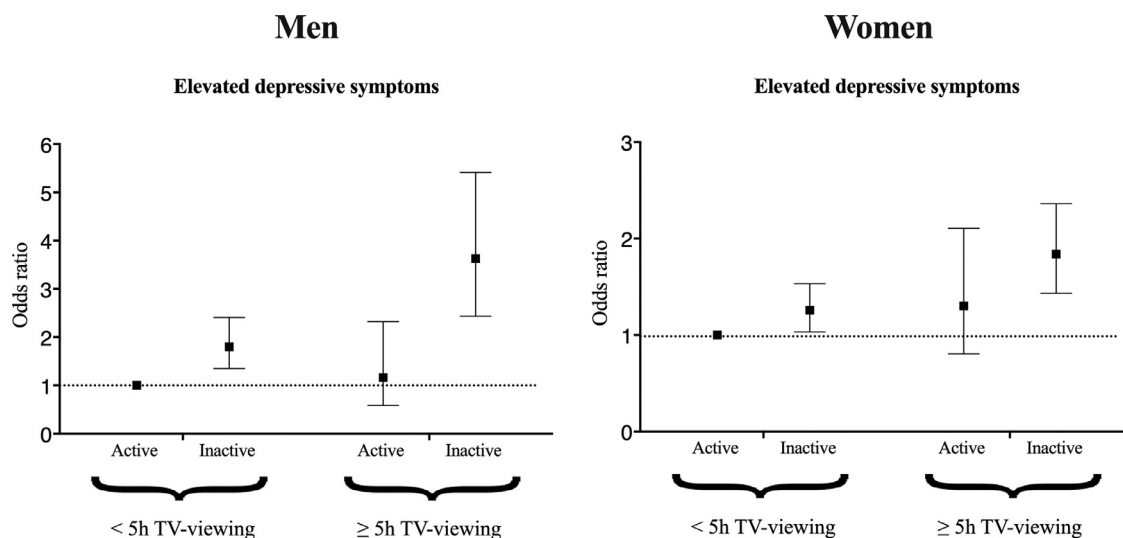 Men
Elevated depressive symptoms
Odds ratio
6
5
4
3
2
1
0
Active
Inactive
Active
Inactive
< 5h TV-viewing
≥ 5h TV-viewing
Women
Elevated depressive symptoms
Odds ratio
3
2
1
0
Active
Inactive
Active
Inactive
< 5h TV-viewing
≥ 5h TV-viewing